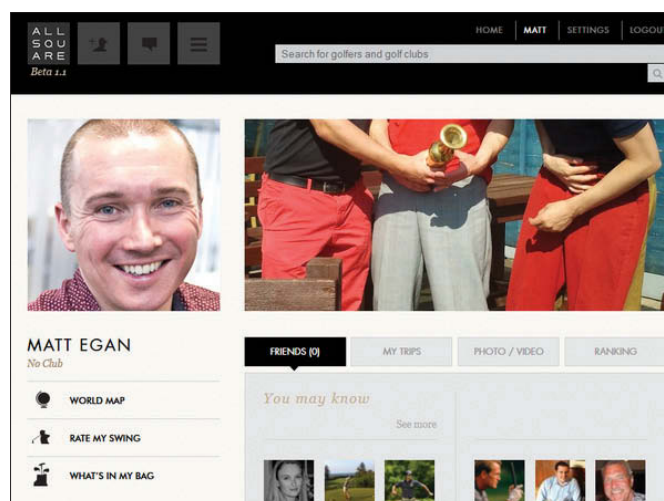 ALL
SQU
ARE
Beta 1.1
HOME
MATT
SETTINGS
LOGOU
Search for golfers and golf clubs
MATT EGAN
No Club
WORLD MAP
RATE MY SWING
WHAT'S IN MY BAG
FRIENDS (0)
MY TRIPS
PHOTO / VIDEO
RANKING
You may know
See more